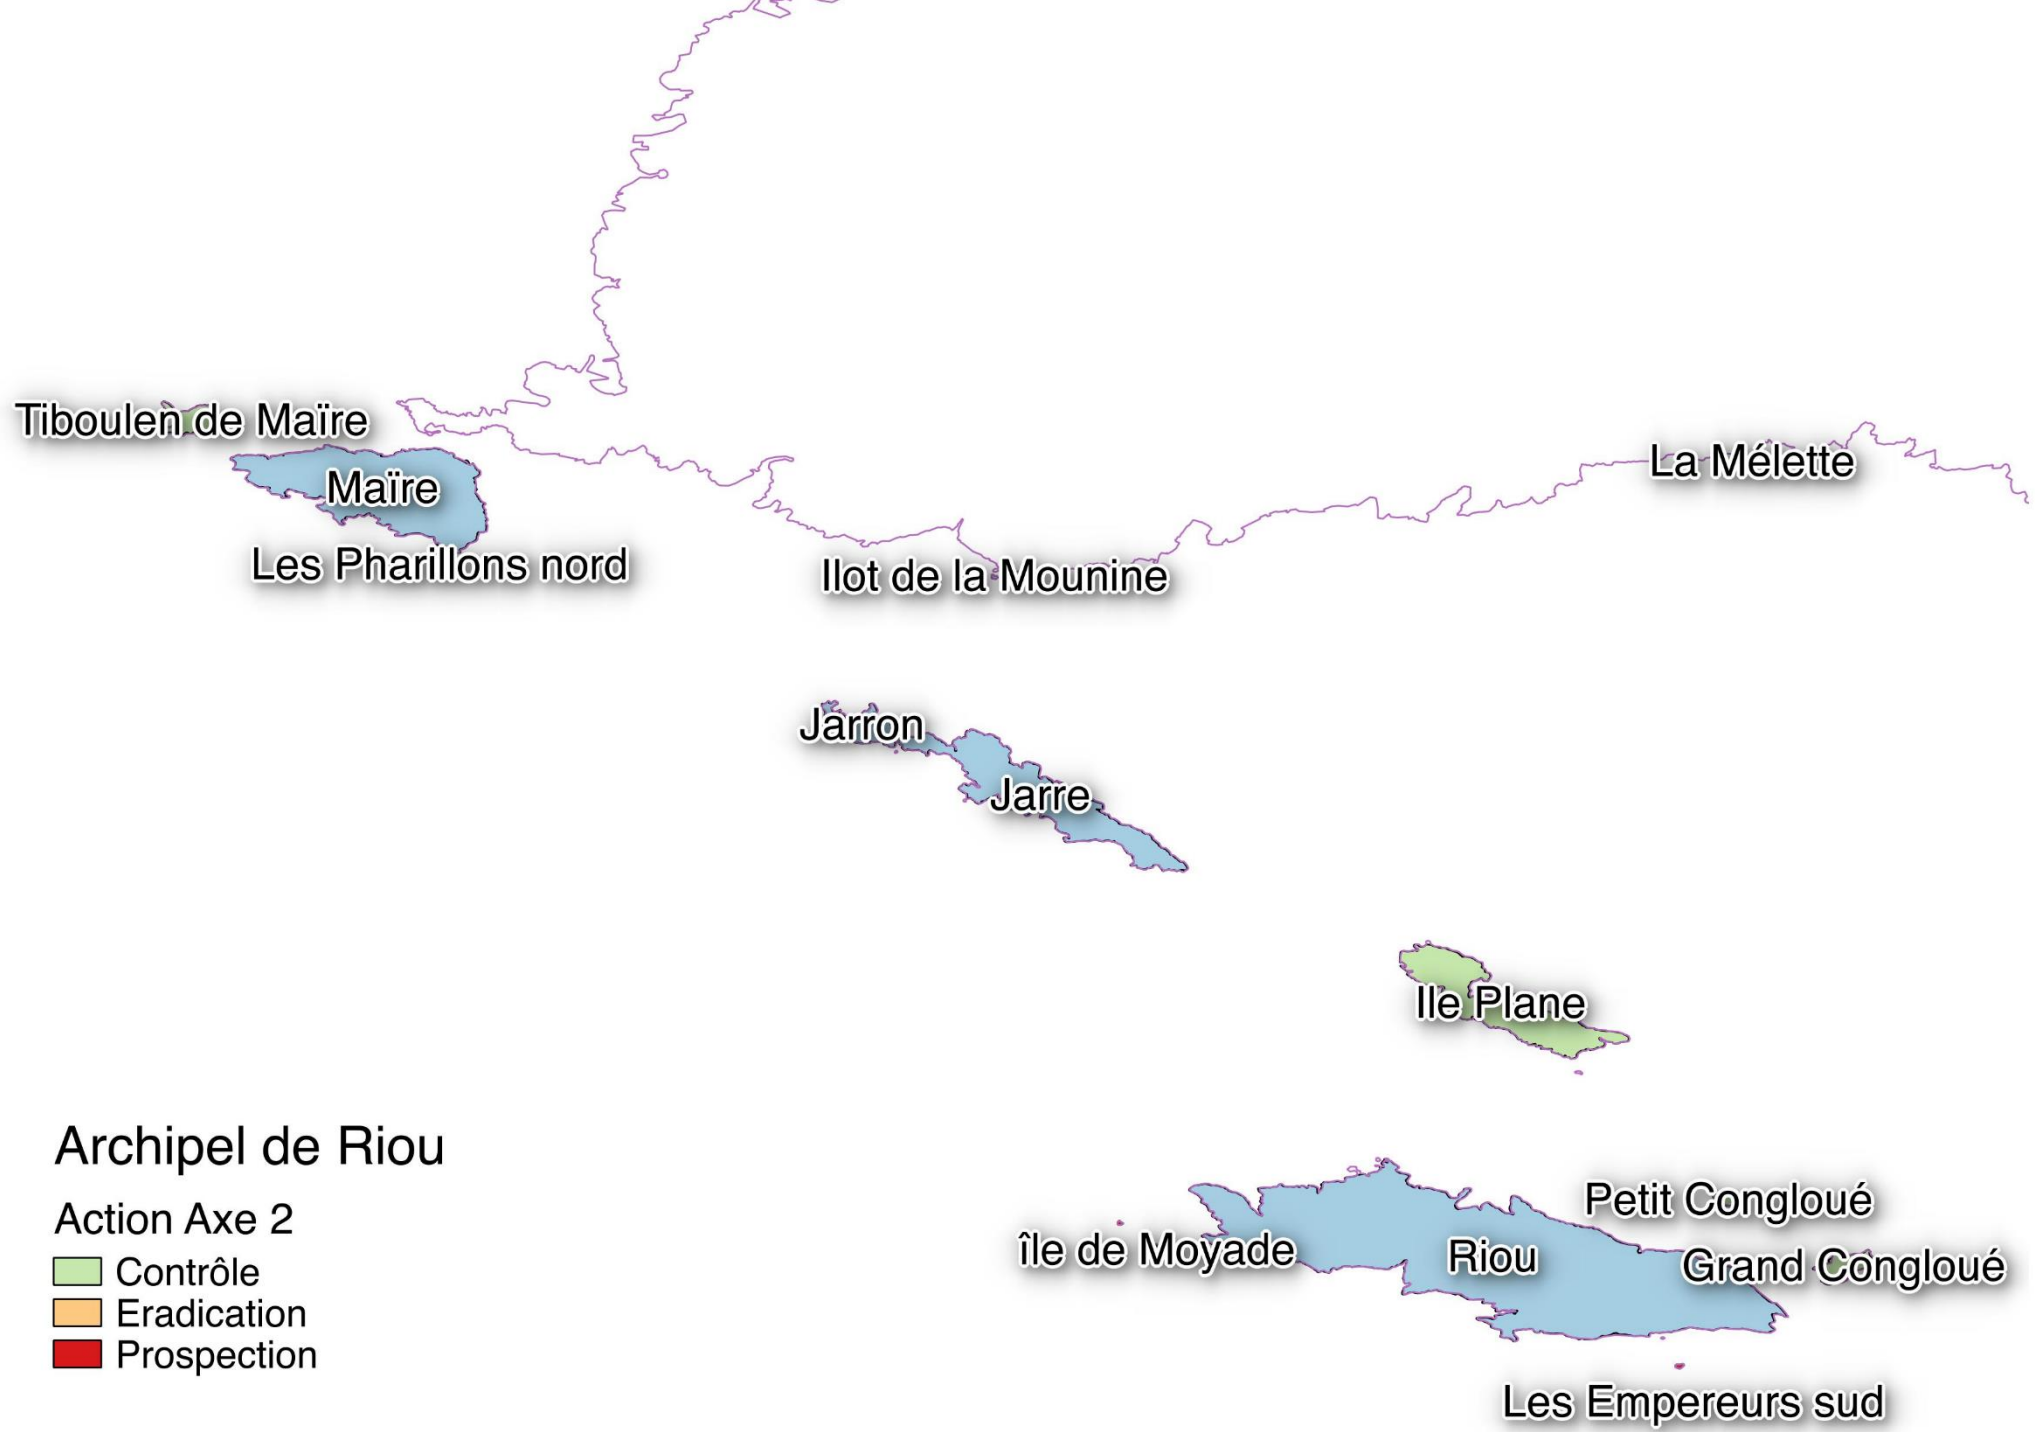 Tiboulen de Maïre
Maïre
Les Pharillons nord
La Mélette
Ilot de la Mounine
Jarron
Jarre
Ile Plane
Petit Congloué
île de Moyade
Riou
Grand Congloué
Les Empereurs sud
Archipel de Riou
Action Axe 2
Contrôle
Eradication
Prospection